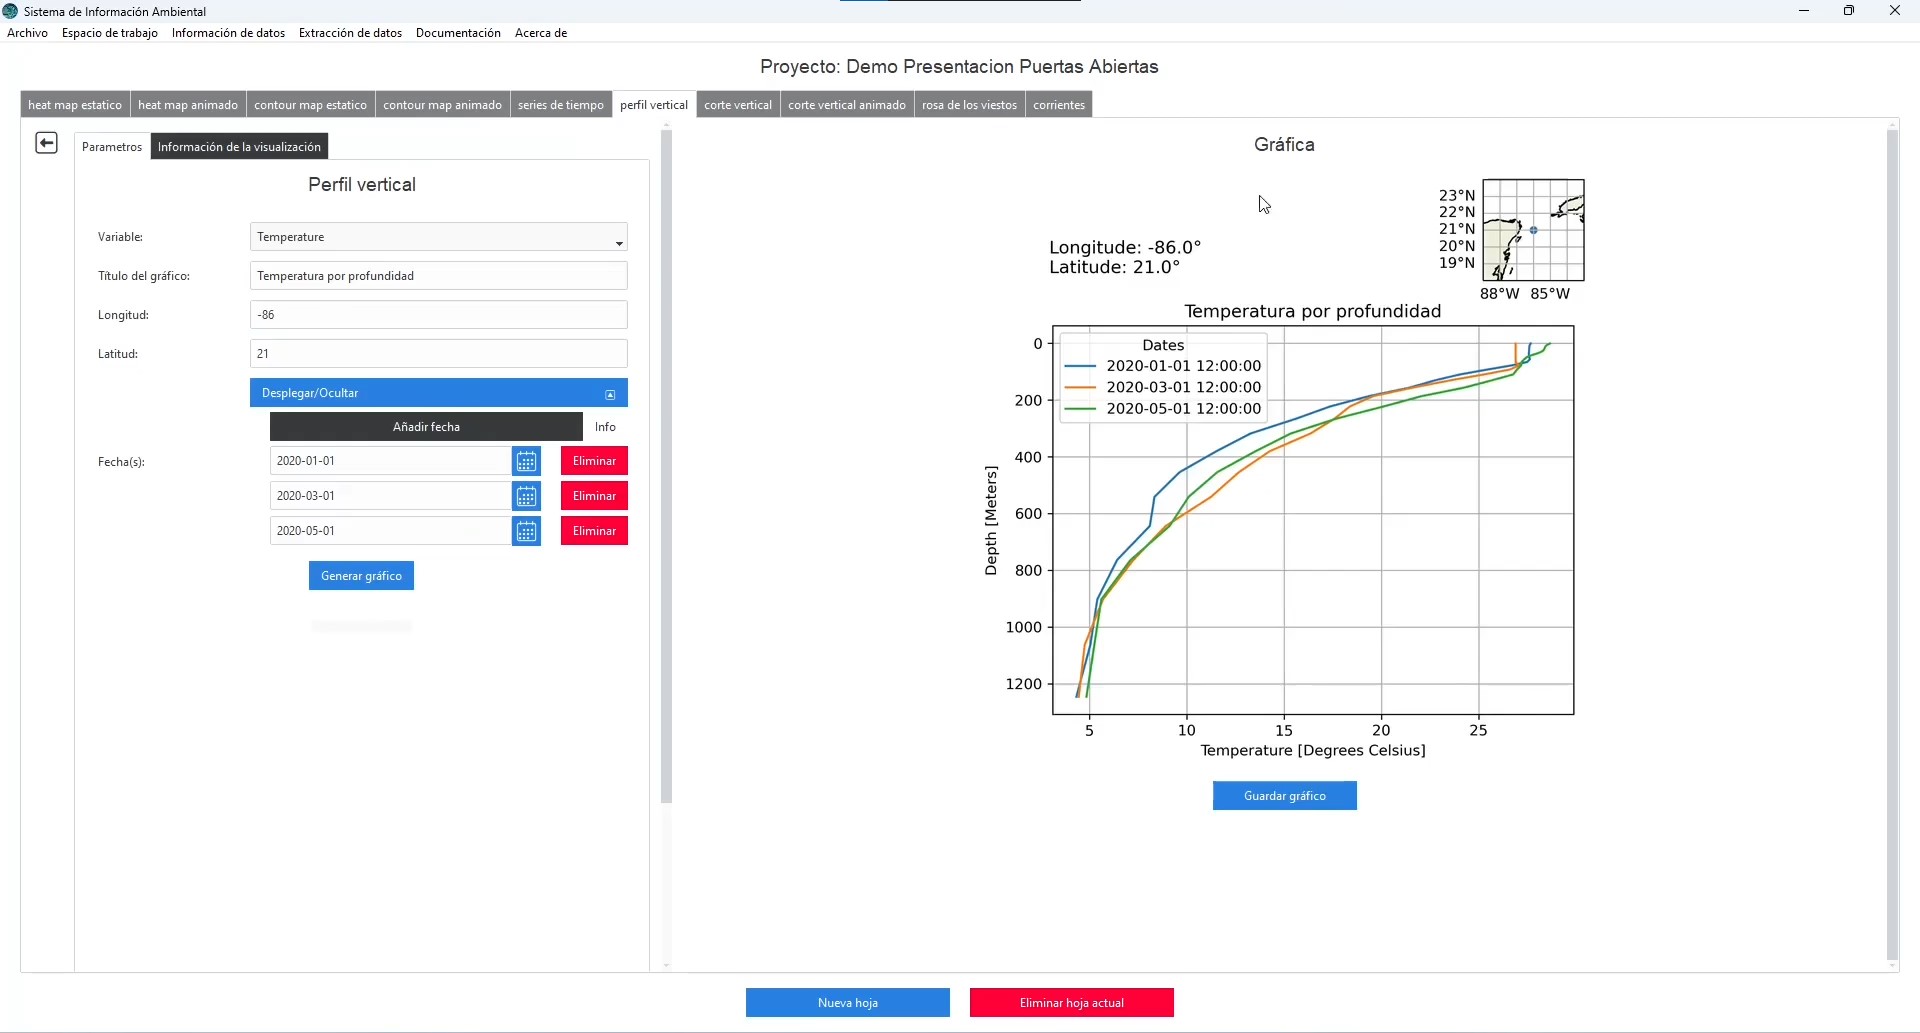 Sistema de Información Ambiental
Archivo Espacio de trabajo Información de datos Extracción de datos Documentación Acerca de
Proyecto: Demo Presentacion Puertas Abiertas
heat map estatico heat map animado contour map estatico contour map animado series de tiempo perfil vertical corte vertical corte vertical animado rosa de los viestos corrientes
Parametros Información de la visualización
Perfil vertical
Variable: Temperature
Título del gráfico: Temperatura por profundidad
Longitud: -86
Latitud: 21
Desplegar/Ocultar
Añadir fecha Info
Fecha(s): 2020-01-01 Eliminar
2020-03-01 Eliminar
2020-05-01 Eliminar
Generar gráfico
Gráfica
Longitude: -86.0°
Latitude: 21.0°
23°N
22°N
21°N
20°N
19°N
88°W 85°W
Temperatura por profundidad
Dates
2020-01-01 12:00:00
2020-03-01 12:00:00
2020-05-01 12:00:00
0
200
400
600
800
1000
1200
Depth [Meters]
5 10 15 20 25
Temperature [Degrees Celsius]
Guardar gráfico
Nueva hoja Eliminar hoja actual